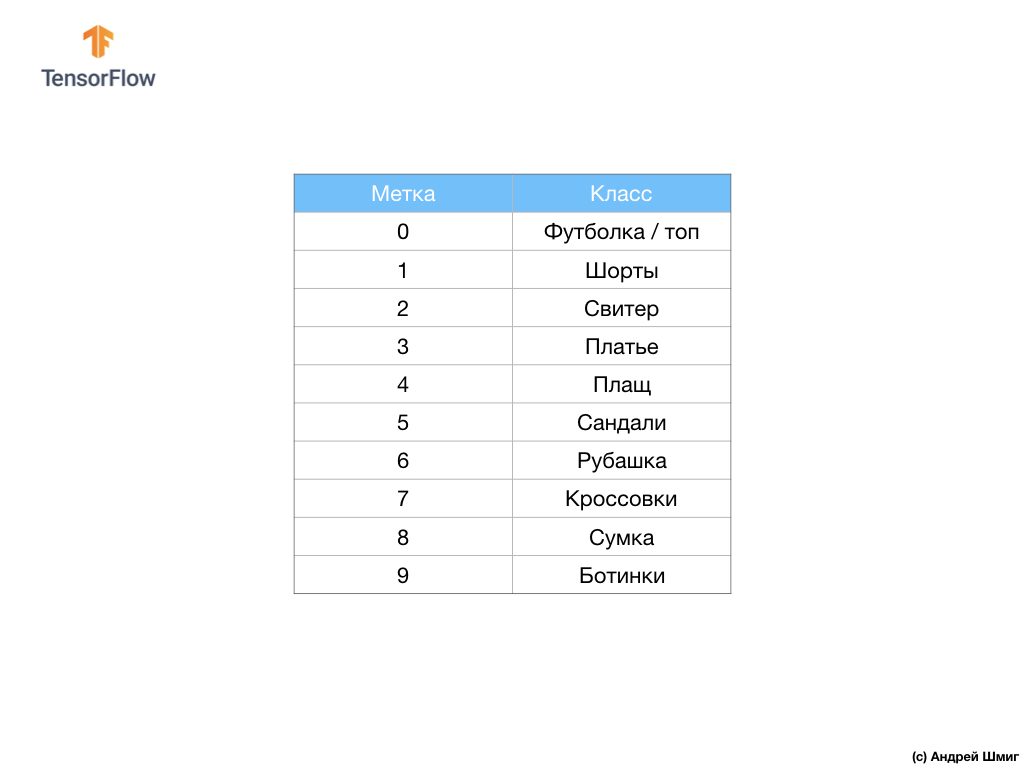 TensorFlow
Метка Класс
0 Футболка / топ
1 Шорты
2 Свитер
3 Платье
4 Плащ
5 Сандали
6 Рубашка
7 Кроссовки
8 Сумка
9 Ботинки
(c) Андрей Шмиг